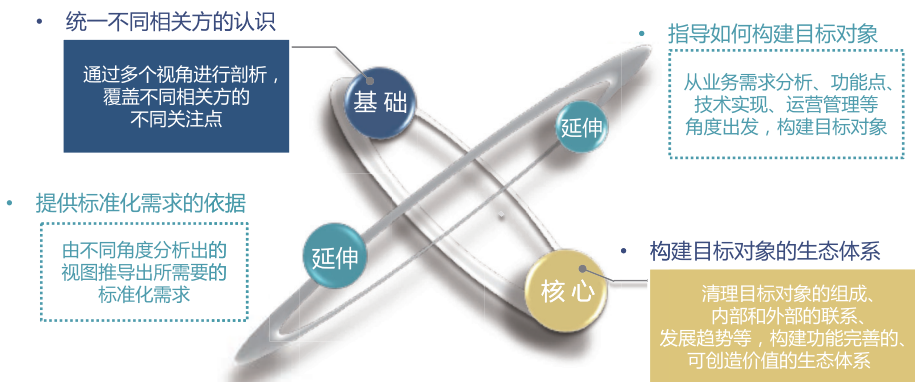 • 统一不同相关方的认识
通过多个视角进行剖析，
覆盖不同相关方的
不同关注点
基础
• 指导如何构建目标对象
从业务需求分析、功能点、
技术实现、运营管理等
角度出发，构建目标对象
延伸
• 提供标准化需求的依据
由不同角度分析出的
视图推导出所需要的
标准化需求
延伸
• 构建目标对象的生态体系
核心
清理目标对象的组成、
内部和外部的联系、
发展趋势等，构建功能完善的、
可创造价值的生态体系